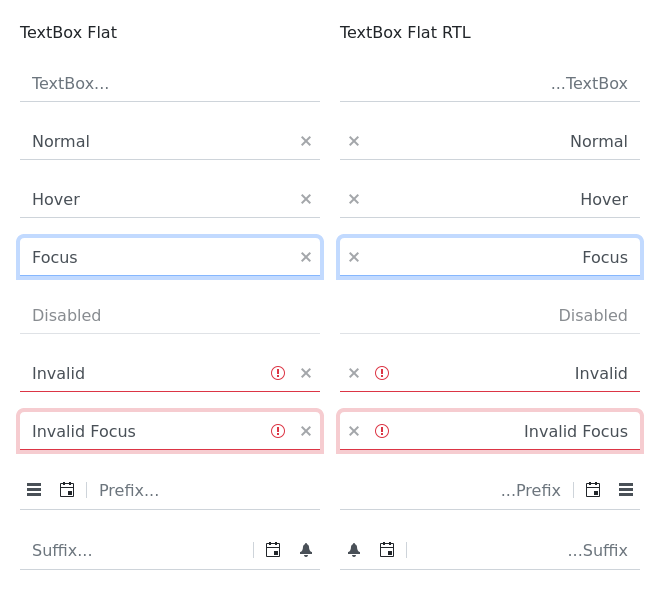 TextBox Flat
TextBox...
Normal
Hover
Focus
Disabled
Invalid
Invalid Focus
Prefix...
Suffix...
TextBox Flat RTL
...TextBox
Normal
Hover
Focus
Disabled
Invalid
Invalid Focus
...Prefix
...Suffix